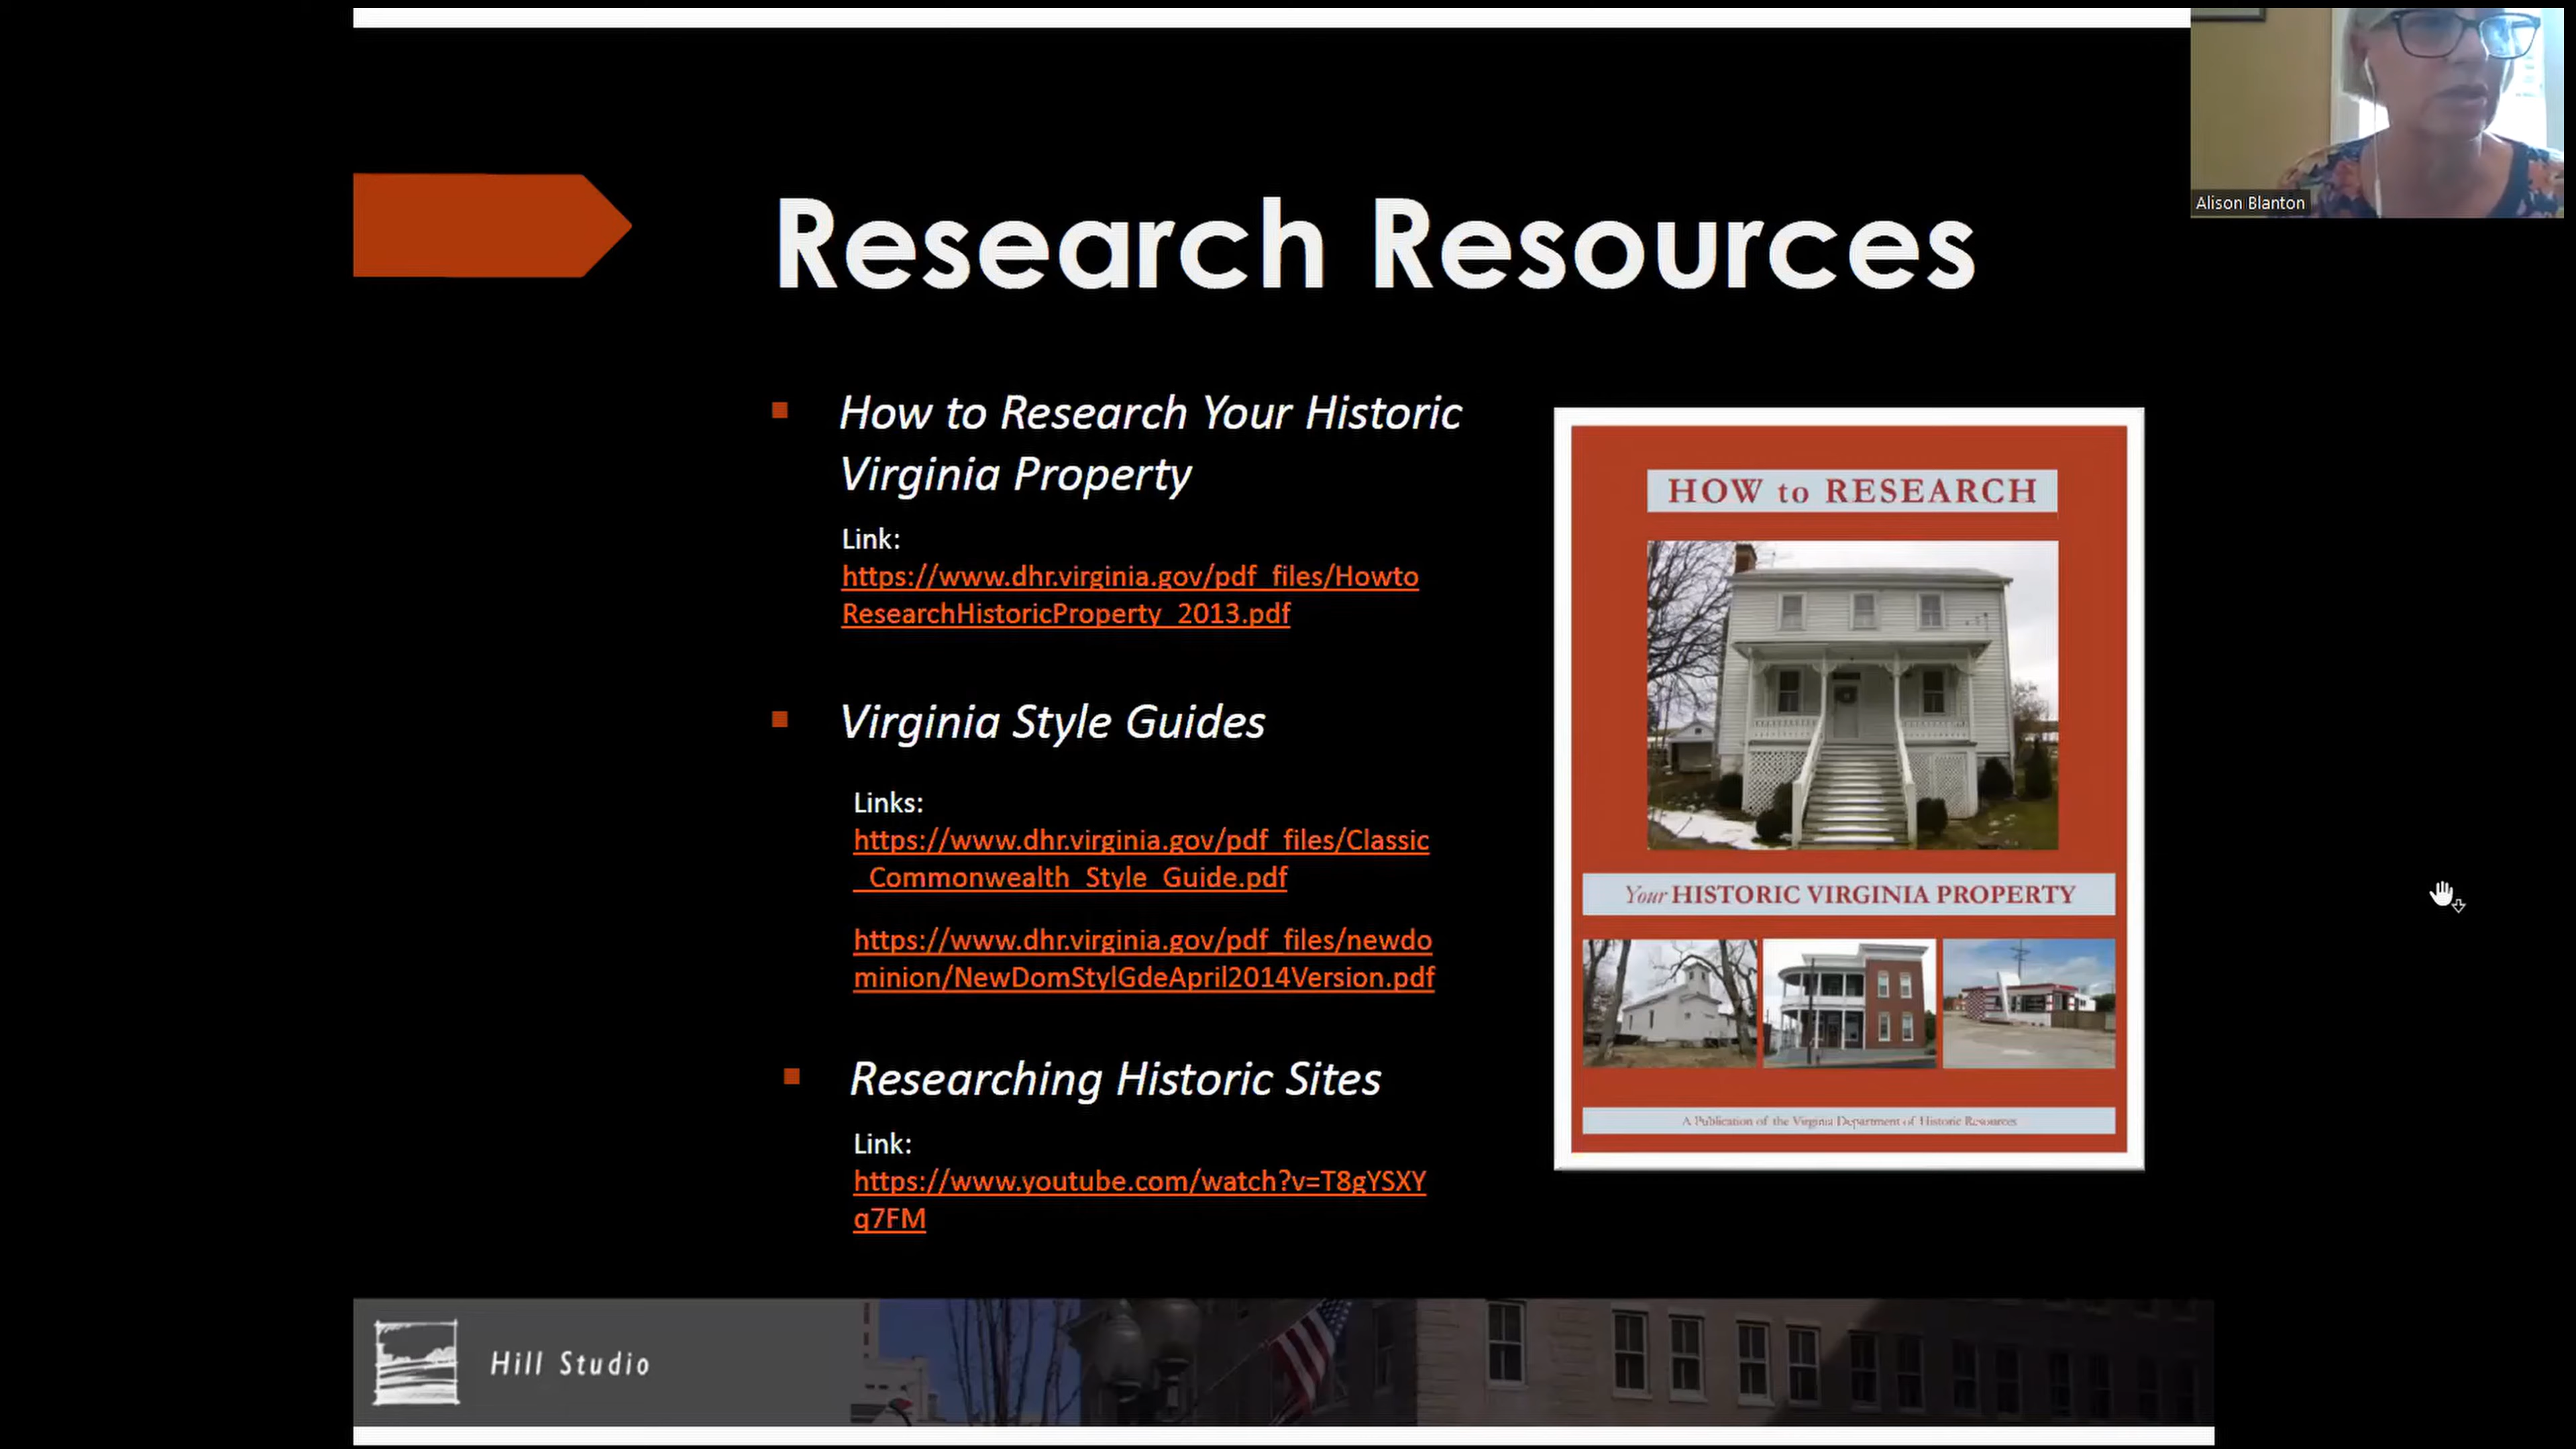 Alison Blanton
Research Resources
How to Research Your Historic
Virginia Property
Link:
https://www.dhr.virginia.gov/pdf_files/Howto
ResearchHistoricProperty_2013.pdf
Virginia Style Guides
Links:
https://www.dhr.virginia.gov/pdf_files/Classic
_Commonwealth_Style_Guide.pdf
https://www.dhr.virginia.gov/pdf_files/newdo
minion/NewDomStylGdeApril2014Version.pdf
Researching Historic Sites
Link:
https://www.youtube.com/watch?v=T8gYSXY
q7FM
HOW to RESEARCH
Your HISTORIC VIRGINIA PROPERTY
A Publication of the Virginia Department of Historic Resources
Hill Studio